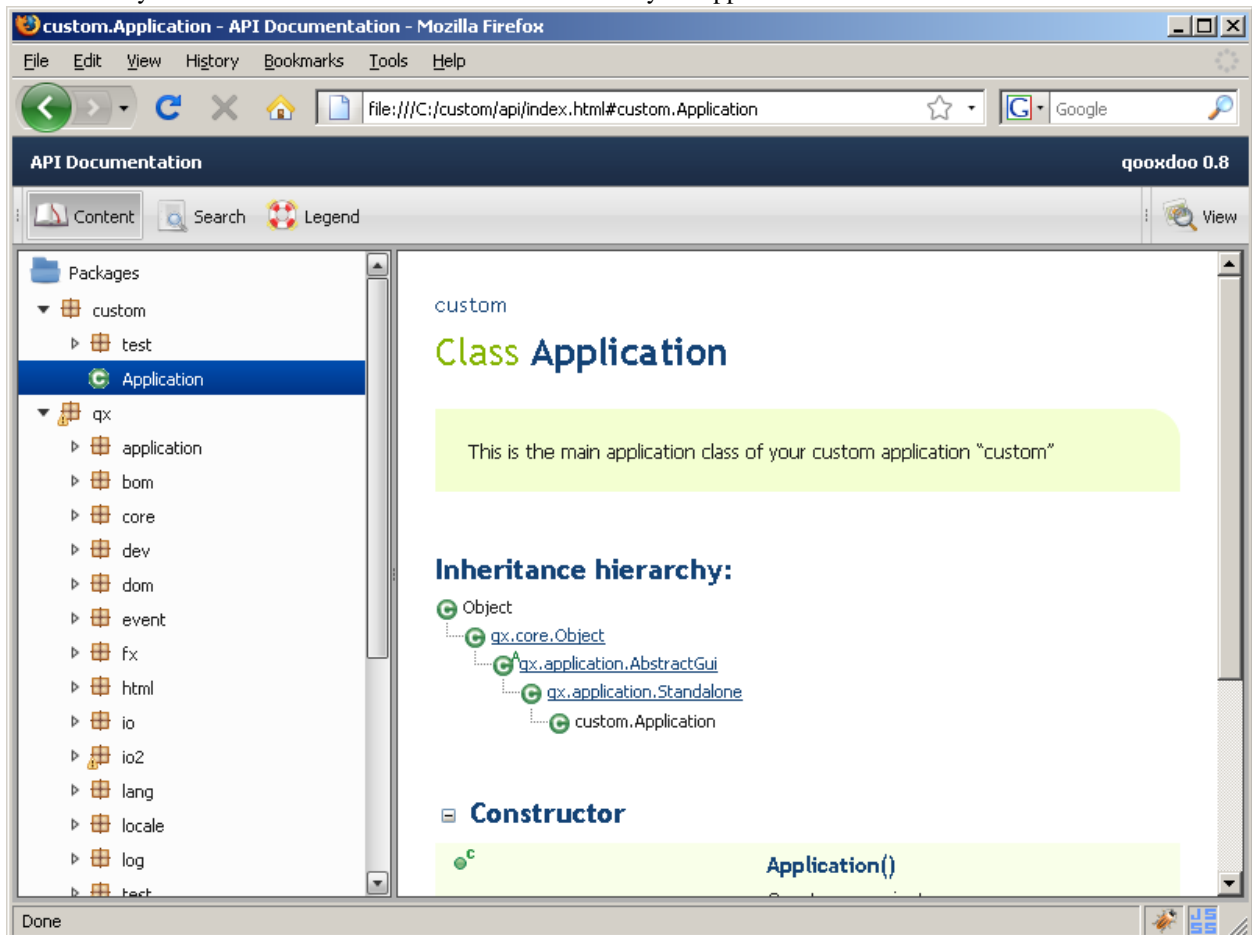 custom.Application - API Documentation - Mozilla Firefox
File Edit View History Bookmarks Tools Help
file:///C:/custom/api/index.html#custom.Application
G Google
API Documentation
qooxdoo 0.8
Content Search Legend
View
Packages
custom
test
Application
qx
application
bom
core
dev
dom
event
fx
html
io
io2
lang
locale
log
test
custom
Class Application
This is the main application class of your custom application “custom”
Inheritance hierarchy:
Object
qx.core.Object
qx.application.AbstractGui
qx.application.Standalone
custom.Application
Constructor
Application()
Done